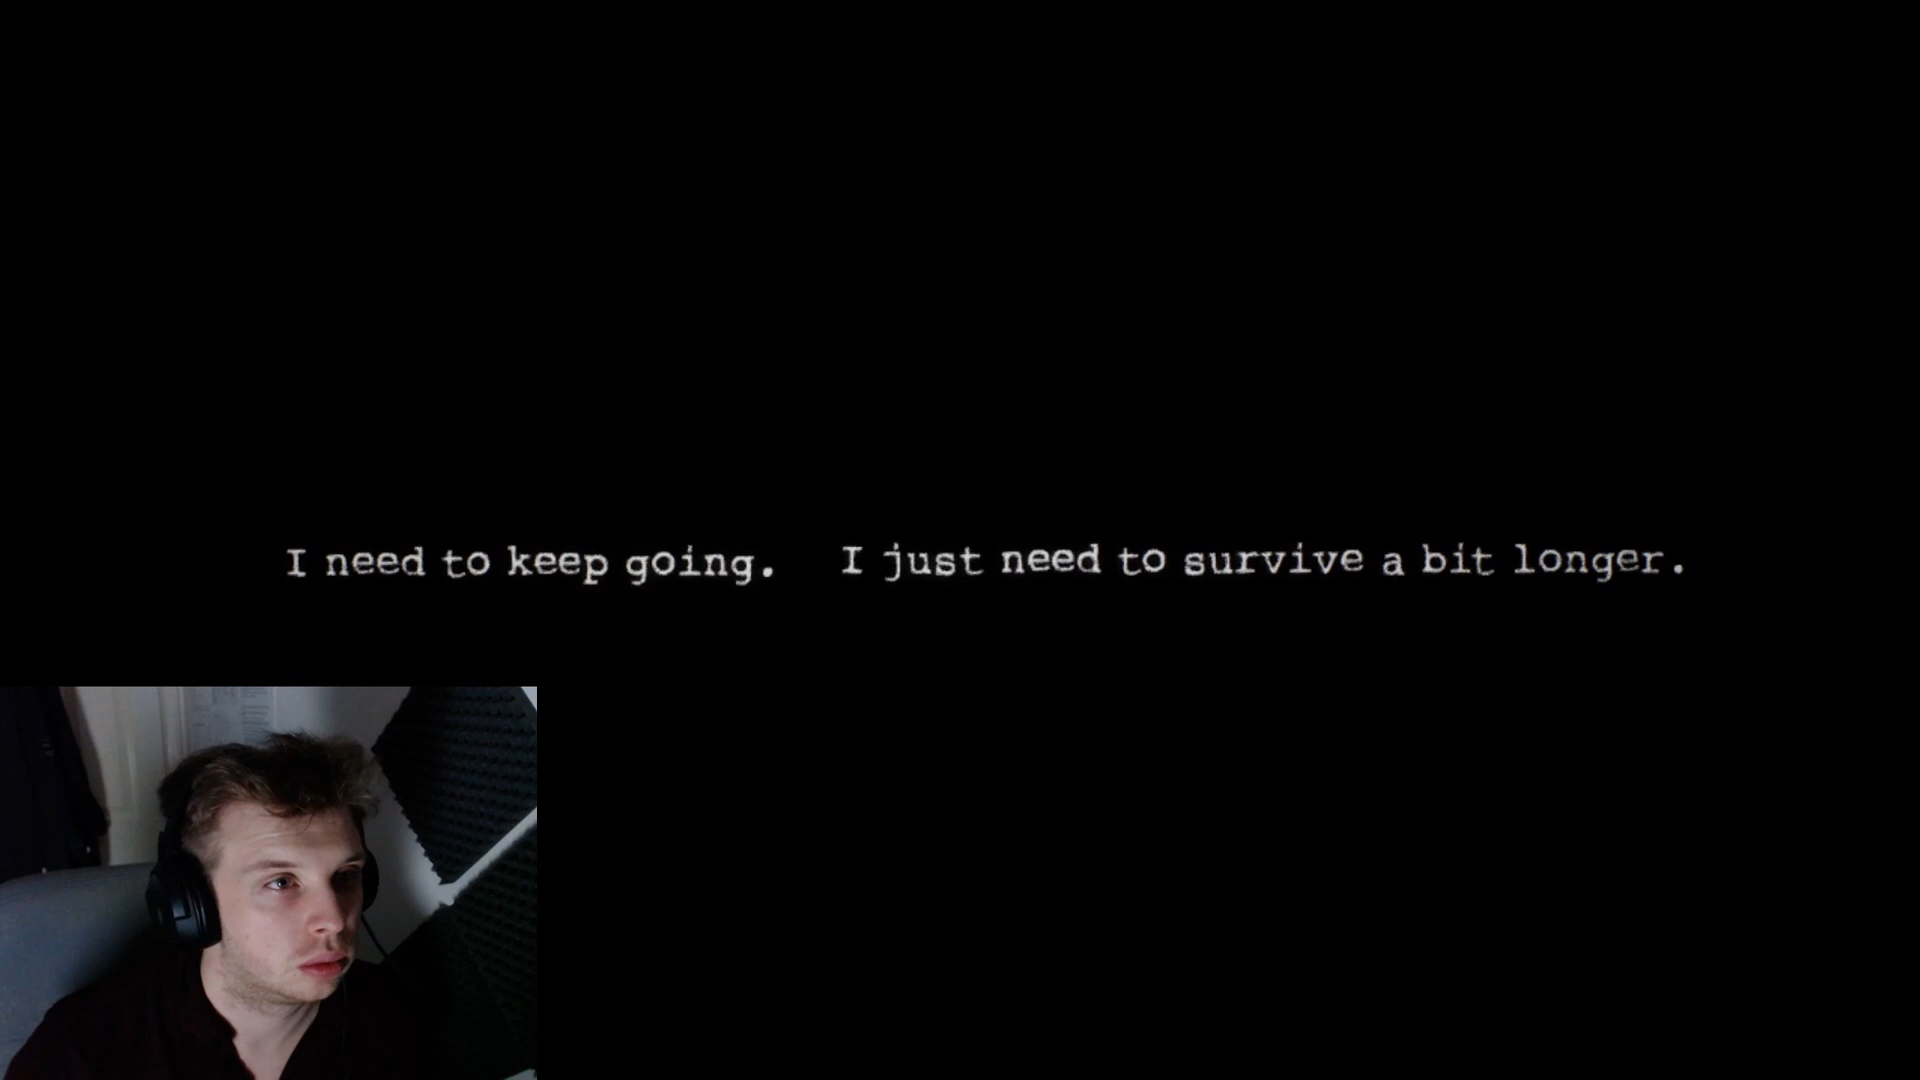 I need to keep going. I just need to survive a bit longer.